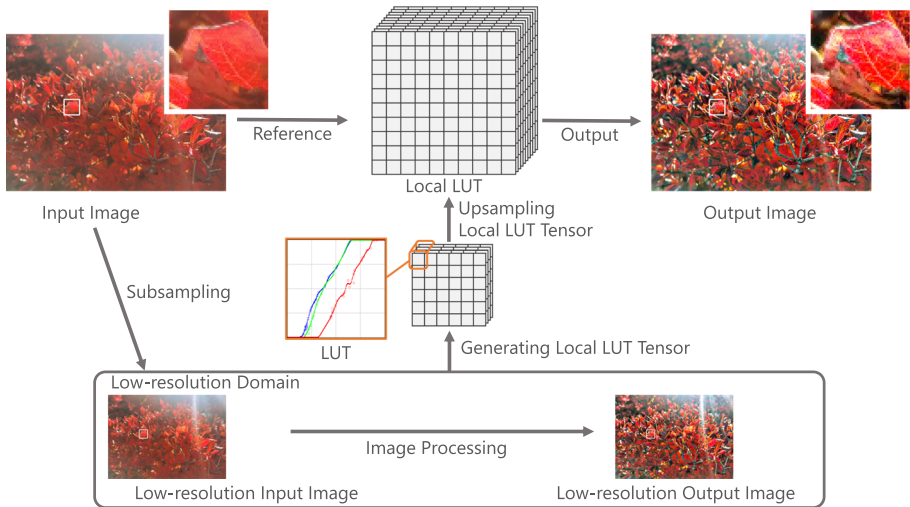 Reference
Local LUT
Output
Input Image
Upsampling
Local LUT Tensor
Output Image
Subsampling
LUT
Generating Local LUT Tensor
Low-resolution Domain
Image Processing
Low-resolution Input Image
Low-resolution Output Image